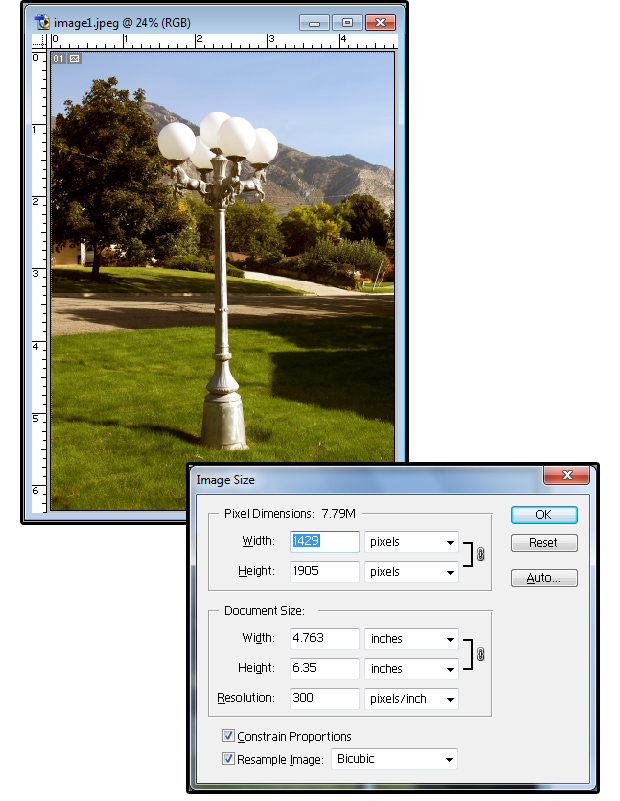 image1.jpeg @ 24% (RGB)
0 1 2 3 4
01
0
1
2
3
4
5
6
Image Size
Pixel Dimensions: 7.79M
Width: 1429 pixels
Height: 1905 pixels
Document Size:
Width: 4.763 inches
Height: 6.35 inches
Resolution: 300 pixels/inch
Constrain Proportions
Resample Image: Bicubic
OK
Reset
Auto...